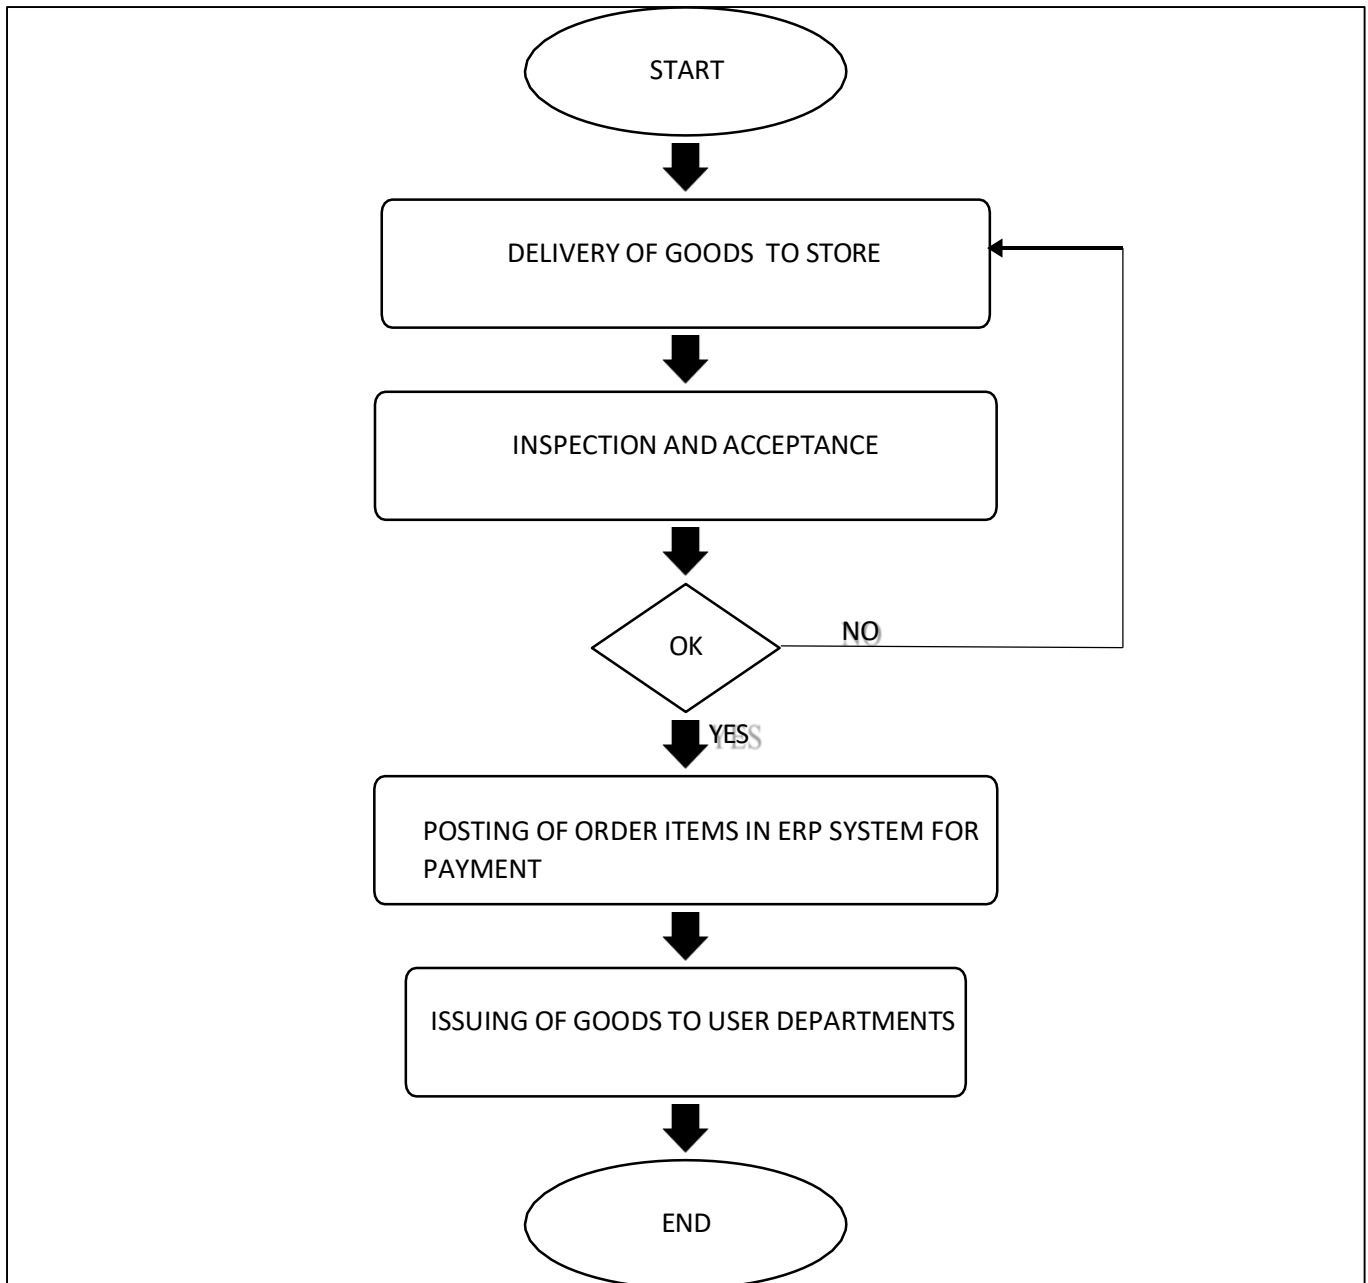 START
DELIVERY OF GOODS TO STORE
INSPECTION AND ACCEPTANCE
OK
NO
YES
POSTING OF ORDER ITEMS IN ERP SYSTEM FOR
PAYMENT
ISSUING OF GOODS TO USER DEPARTMENTS
END